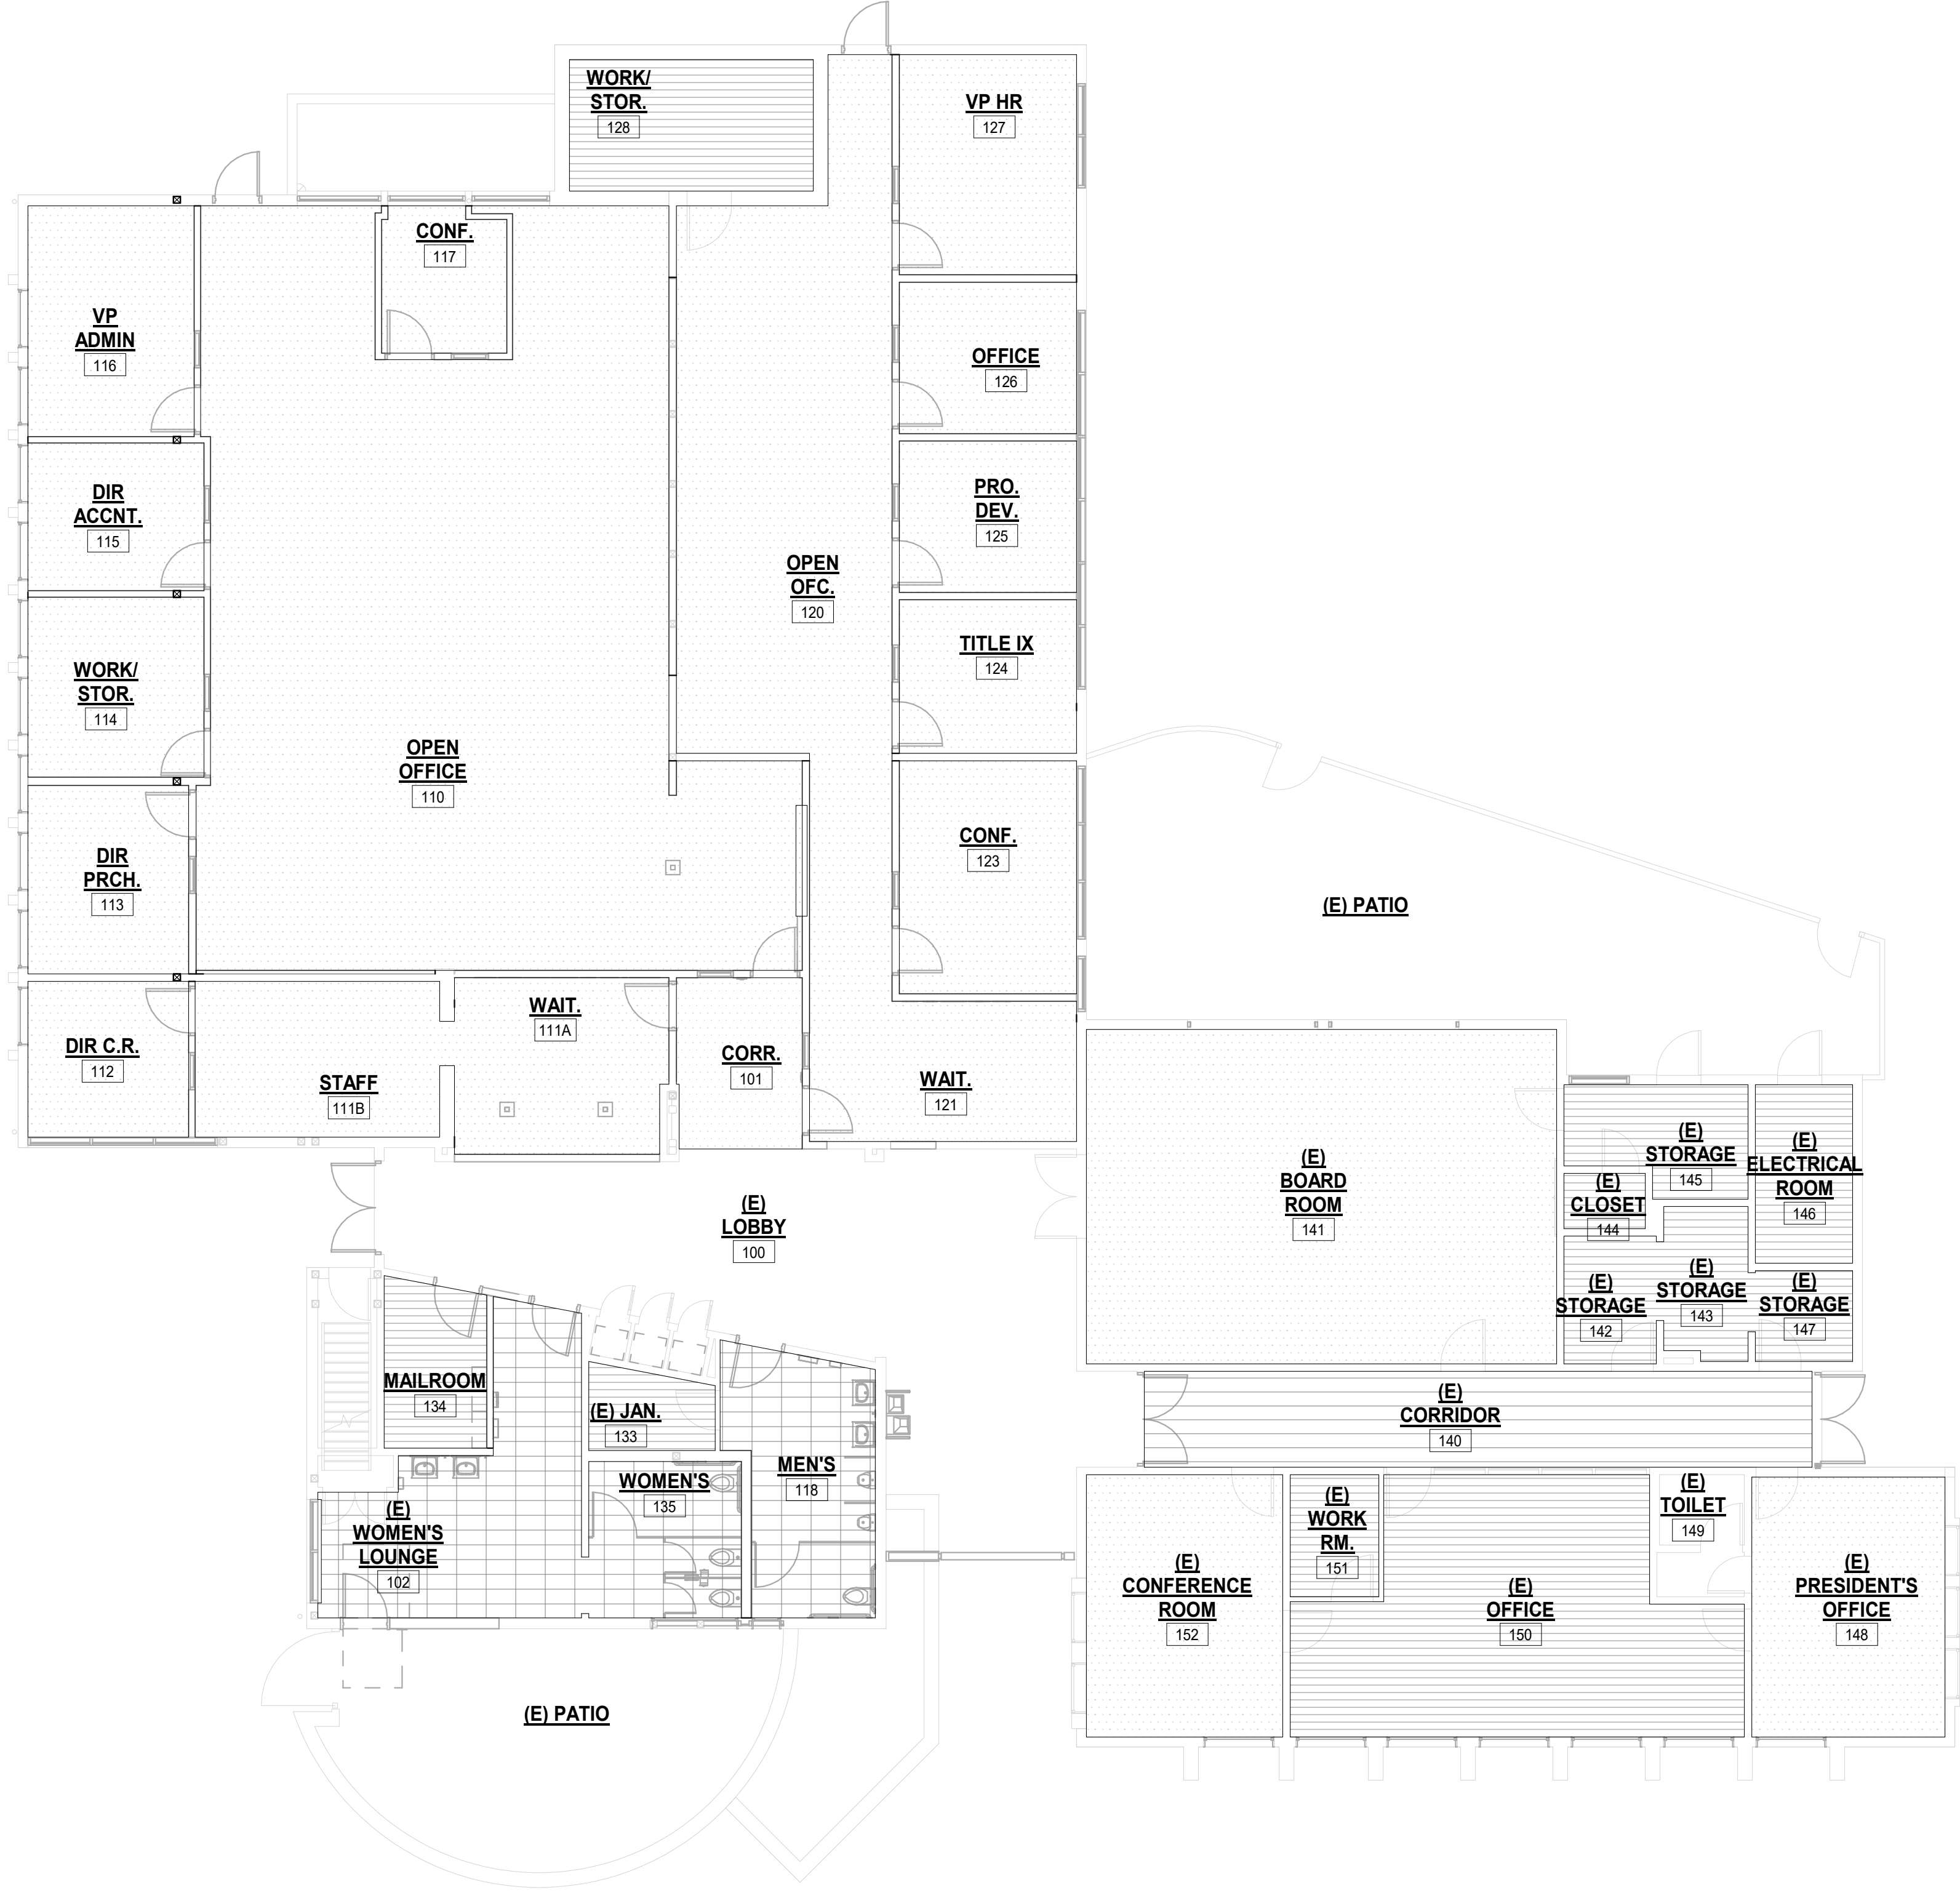 WORK/
STOR.
128
VP HR
127
CONF.
117
VP
ADMIN
116
OFFICE
126
DIR
ACCNT.
115
PRO.
DEV.
125
OPEN
OFC.
120
WORK/
STOR.
114
TITLE IX
124
OPEN
OFFICE
110
DIR
PRCH.
113
CONF.
123
(E) PATIO
DIR C.R.
112
STAFF
111B
WAIT.
111A
CORR.
101
WAIT.
121
(E)
LOBBY
100
(E)
BOARD
ROOM
141
(E)
STORAGE
145
(E)
ELECTRICAL
ROOM
146
(E)
CLOSET
144
(E)
STORAGE
142
(E)
STORAGE
143
(E)
STORAGE
147
MAILROOM
134
(E) JAN.
133
WOMEN'S
135
MEN'S
118
(E)
WOMEN'S
LOUNGE
102
(E)
CORRIDOR
140
(E)
CONFERENCE
ROOM
152
(E)
WORK
RM.
151
(E)
OFFICE
150
(E)
TOILET
149
(E)
PRESIDENT'S
OFFICE
148
(E) PATIO